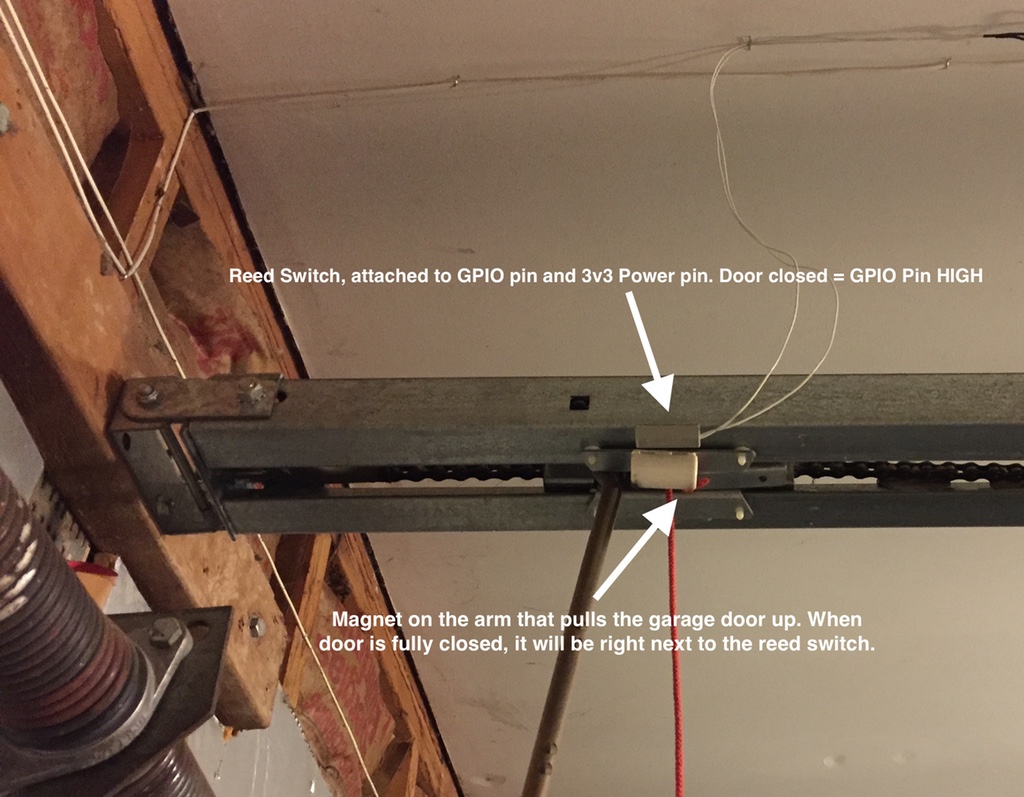 Reed Switch, attached to GPIO pin and 3v3 Power pin. Door closed = GPIO Pin HIGH
Magnet on the arm that pulls the garage door up. When
door is fully closed, it will be right next to the reed switch.